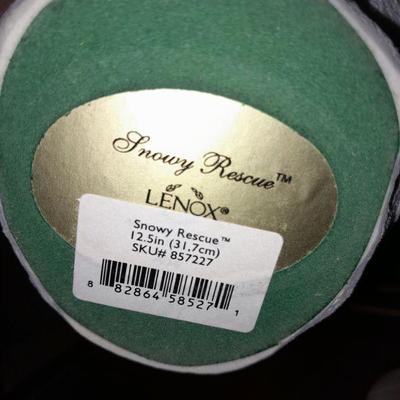 Snowy Rescue™
LENOX®
Snowy Rescue™
12.5in (31.7cm)
SKU# 857227
8 82864 58527 1